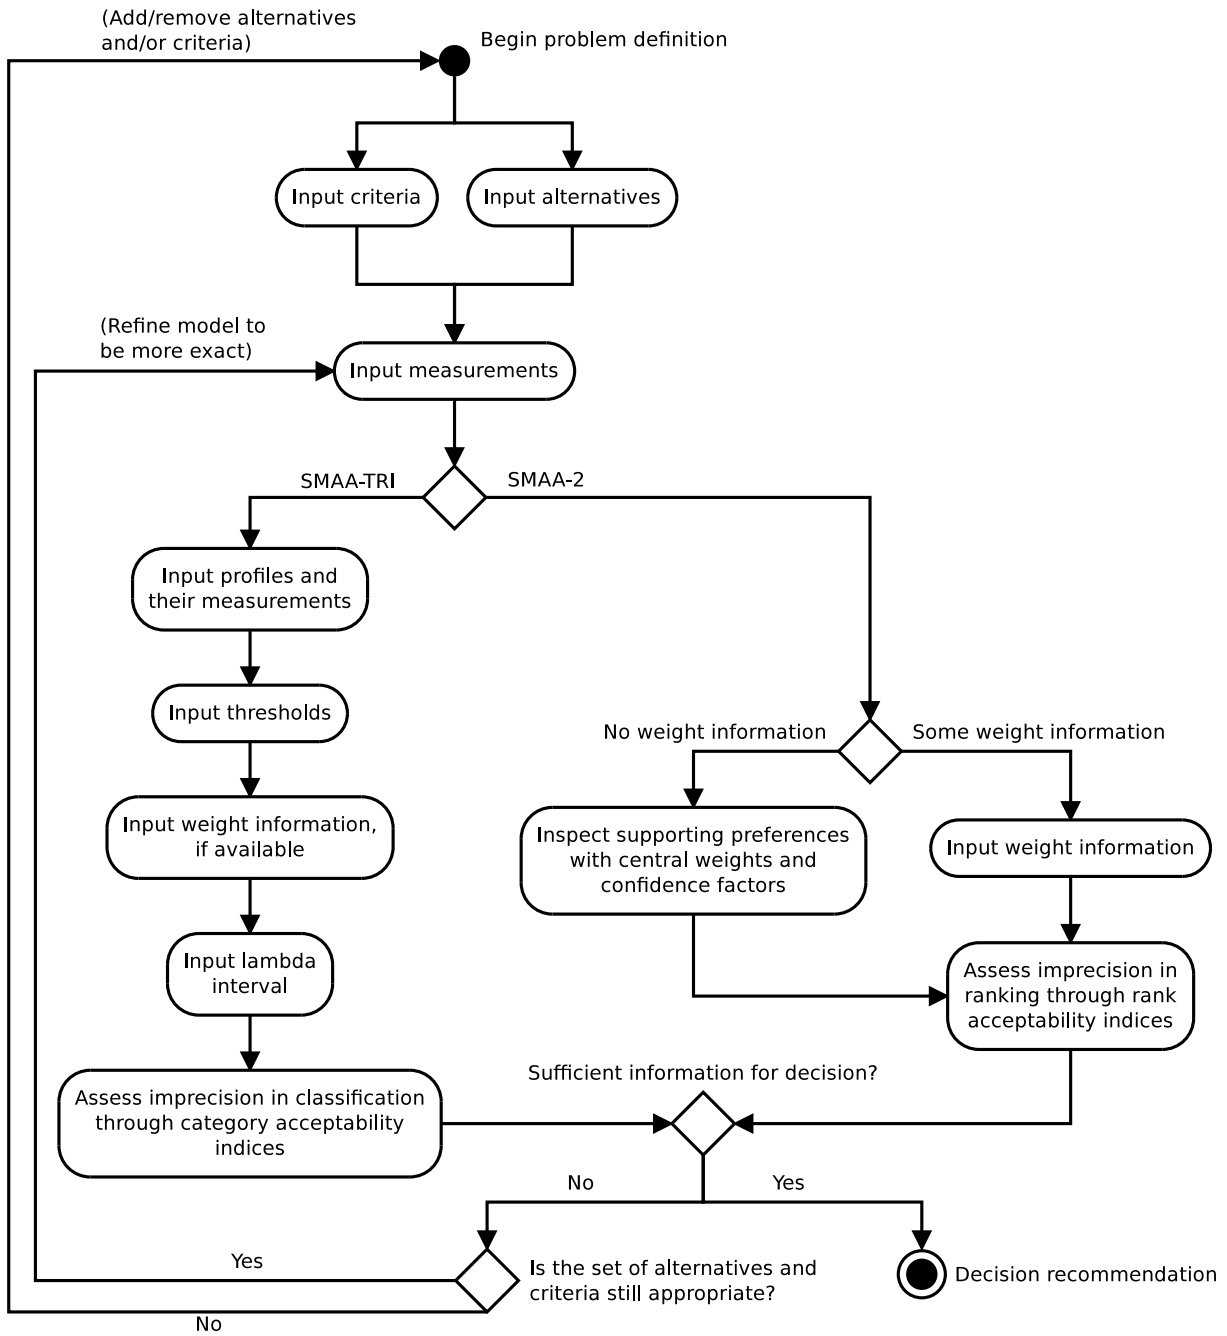 (Add/remove alternatives
and/or criteria)
Begin problem definition
Input criteria
Input alternatives
(Refine model to
be more exact)
Input measurements
SMAA-TRI
SMAA-2
Input profiles and
their measurements
Input thresholds
No weight information
Some weight information
Input weight information,
if available
Inspect supporting preferences
with central weights and
confidence factors
Input weight information
Input lambda
interval
Assess imprecision in
ranking through rank
acceptability indices
Sufficient information for decision?
Assess imprecision in classification
through category acceptability
indices
No
Yes
Yes
Is the set of alternatives and
criteria still appropriate?
Decision recommendation
No